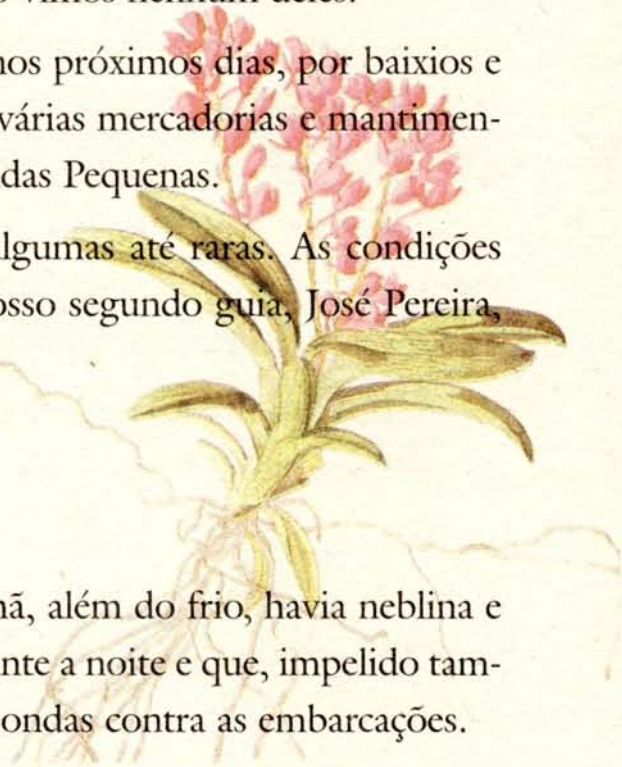 nos próximos dias, por baixios e
várias mercadorias e mantimen-
das Pequenas.
algumas até raras. As condições
osso segundo guia, José Pereira,
além do frio, havia neblina e
nte a noite e que, impelido tam-
ondas contra as embarcações.